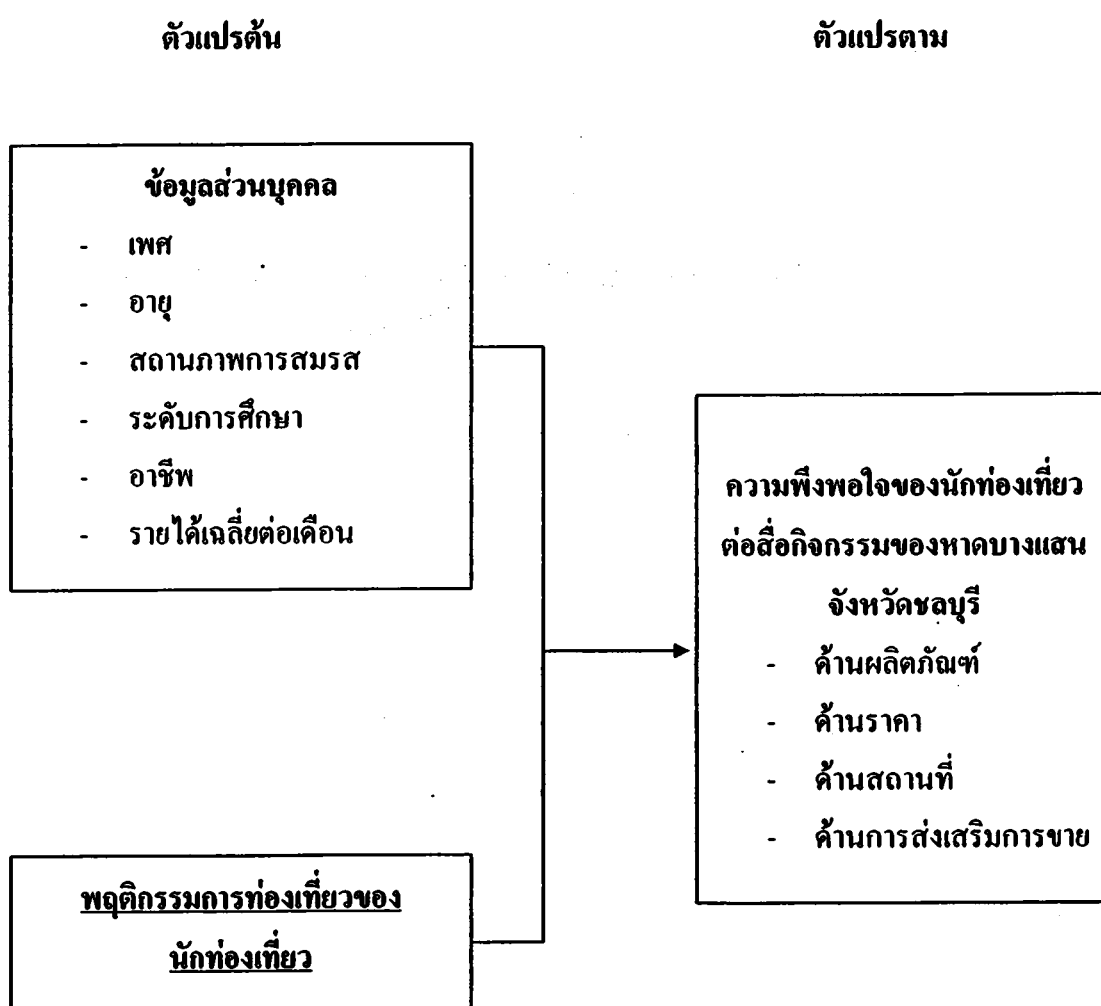 ตัวแปรต้น
ตัวแปรตาม
ข้อมูลส่วนบุคคล
- เพศ
- อายุ
- สถานภาพการสมรส
- ระดับการศึกษา
- อาชีพ
- รายได้เฉลี่ยต่อเดือน
ความพึงพอใจของนักท่องเที่ยว
ต่อสื่อกิจกรรมของหาดบางแสน
จังหวัดชลบุรี
- ด้านผลิตภัณฑ์
- ด้านราคา
- ด้านสถานที่
- ด้านการส่งเสริมการขาย
พฤติกรรมการท่องเที่ยวของ
นักท่องเที่ยว